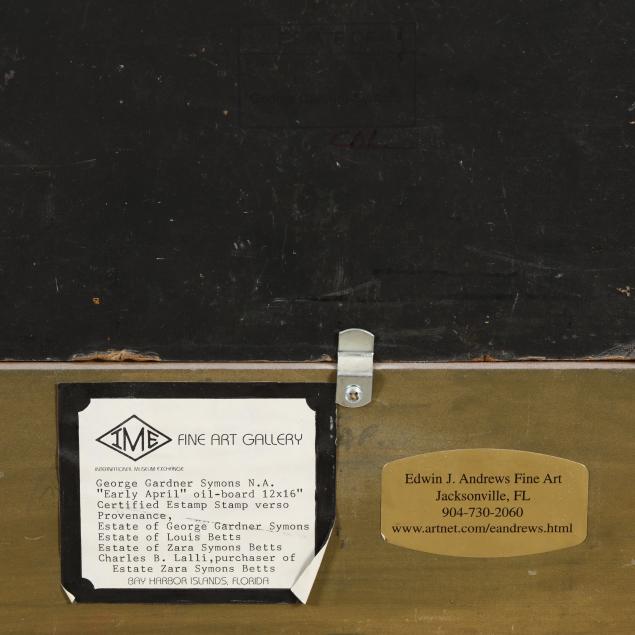 IME FINE ART GALLERY
INTERNATIONAL MUSEUM EXCHANGE
George Gardner Symons N.A.
"Early April" oil-board 12x16"
Certified Estamp Stamp verso
Provenance,
Estate of George Gardner Symons
Estate of Louis Betts
Estate of Zara Symons Betts
Charles B. Lalli,purchaser of
Estate Zara Symons Betts
BAY HARBOR ISLANDS, FLORIDA
Edwin J. Andrews Fine Art
Jacksonville, FL
904-730-2060
www.artnet.com/eandrews.html